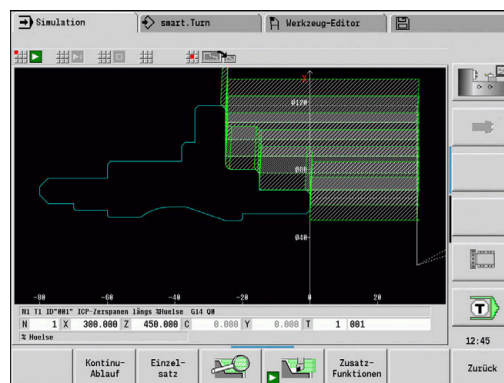 Simulation
smart.Turn
Werkzeug-Editor
X
Ø120
Ø80
Ø40
-80 -60 -40 -20 0 20
N1 T1 ID"001" ICP-Zerspanen längs %Huelse G14 Q0
N 1 X 300.000 Z 450.000 C 0.000 Y 0.000 T 1 001
% Huelse
T
12:45
Kontinu-
Ablauf
Einzel-
satz
Zusatz-
Funktionen
Zurück